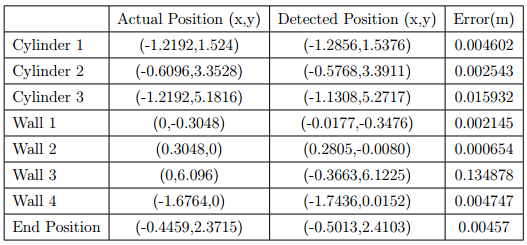 Actual Position (x,y) Detected Position (x,y) Error(m)
Cylinder 1 (-1.2192,1.524) (-1.2856,1.5376) 0.004602
Cylinder 2 (-0.6096,3.3528) (-0.5768,3.3911) 0.002543
Cylinder 3 (-1.2192,5.1816) (-1.1308,5.2717) 0.015932
Wall 1 (0,-0.3048) (-0.0177,-0.3476) 0.002145
Wall 2 (0.3048,0) (0.2805,-0.0080) 0.000654
Wall 3 (0,6.096) (-0.3663,6.1225) 0.134878
Wall 4 (-1.6764,0) (-1.7436,0.0152) 0.004747
End Position (-0.4459,2.3715) (-0.5013,2.4103) 0.00457